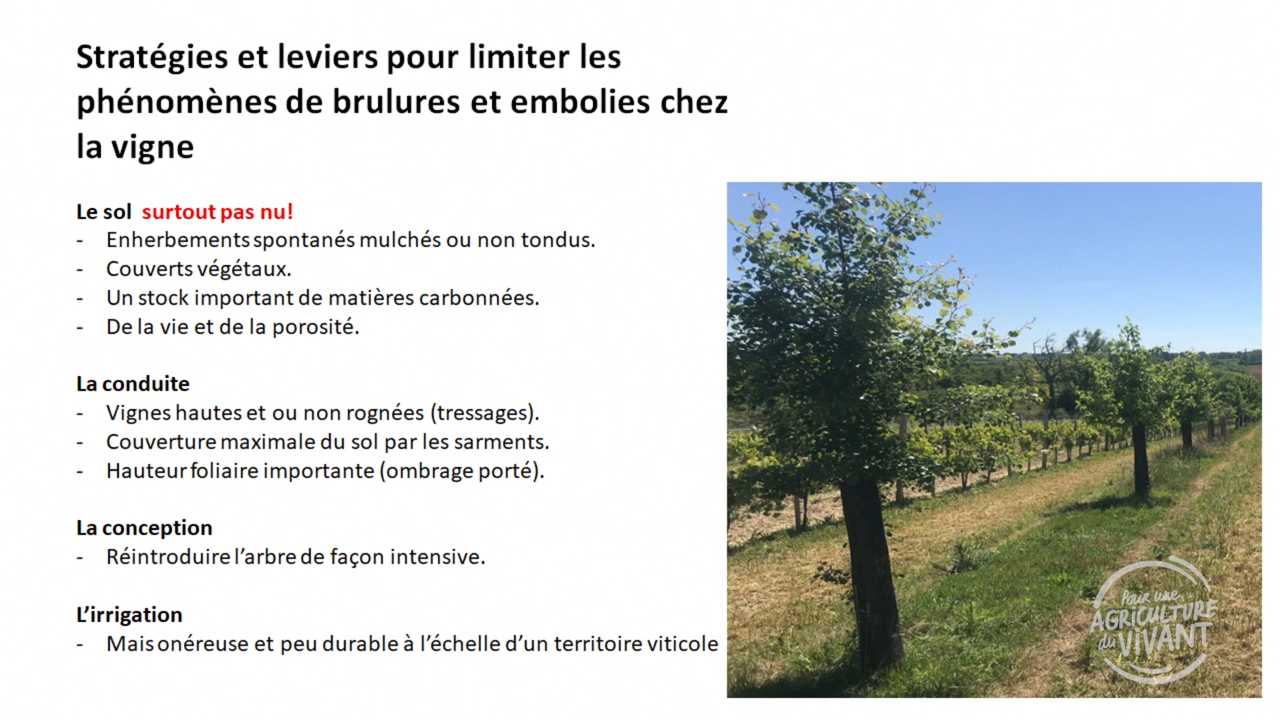 Stratégies et leviers pour limiter les
phénomènes de brulures et embolies chez
la vigne
Le sol surtout pas nu!
- Enherbements spontanés mulchés ou non tondus.
- Couverts végétaux.
- Un stock important de matières carbonnées.
- De la vie et de la porosité.
La conduite
- Vignes hautes et ou non rognées (tressages).
- Couverture maximale du sol par les sarments.
- Hauteur foliaire importante (ombrage porté).
La conception
- Réintroduire l'arbre de façon intensive.
L'irrigation
- Mais onéreuse et peu durable à l'échelle d'un territoire viticole
Pour une
AGRICULTURE
du VIVANT